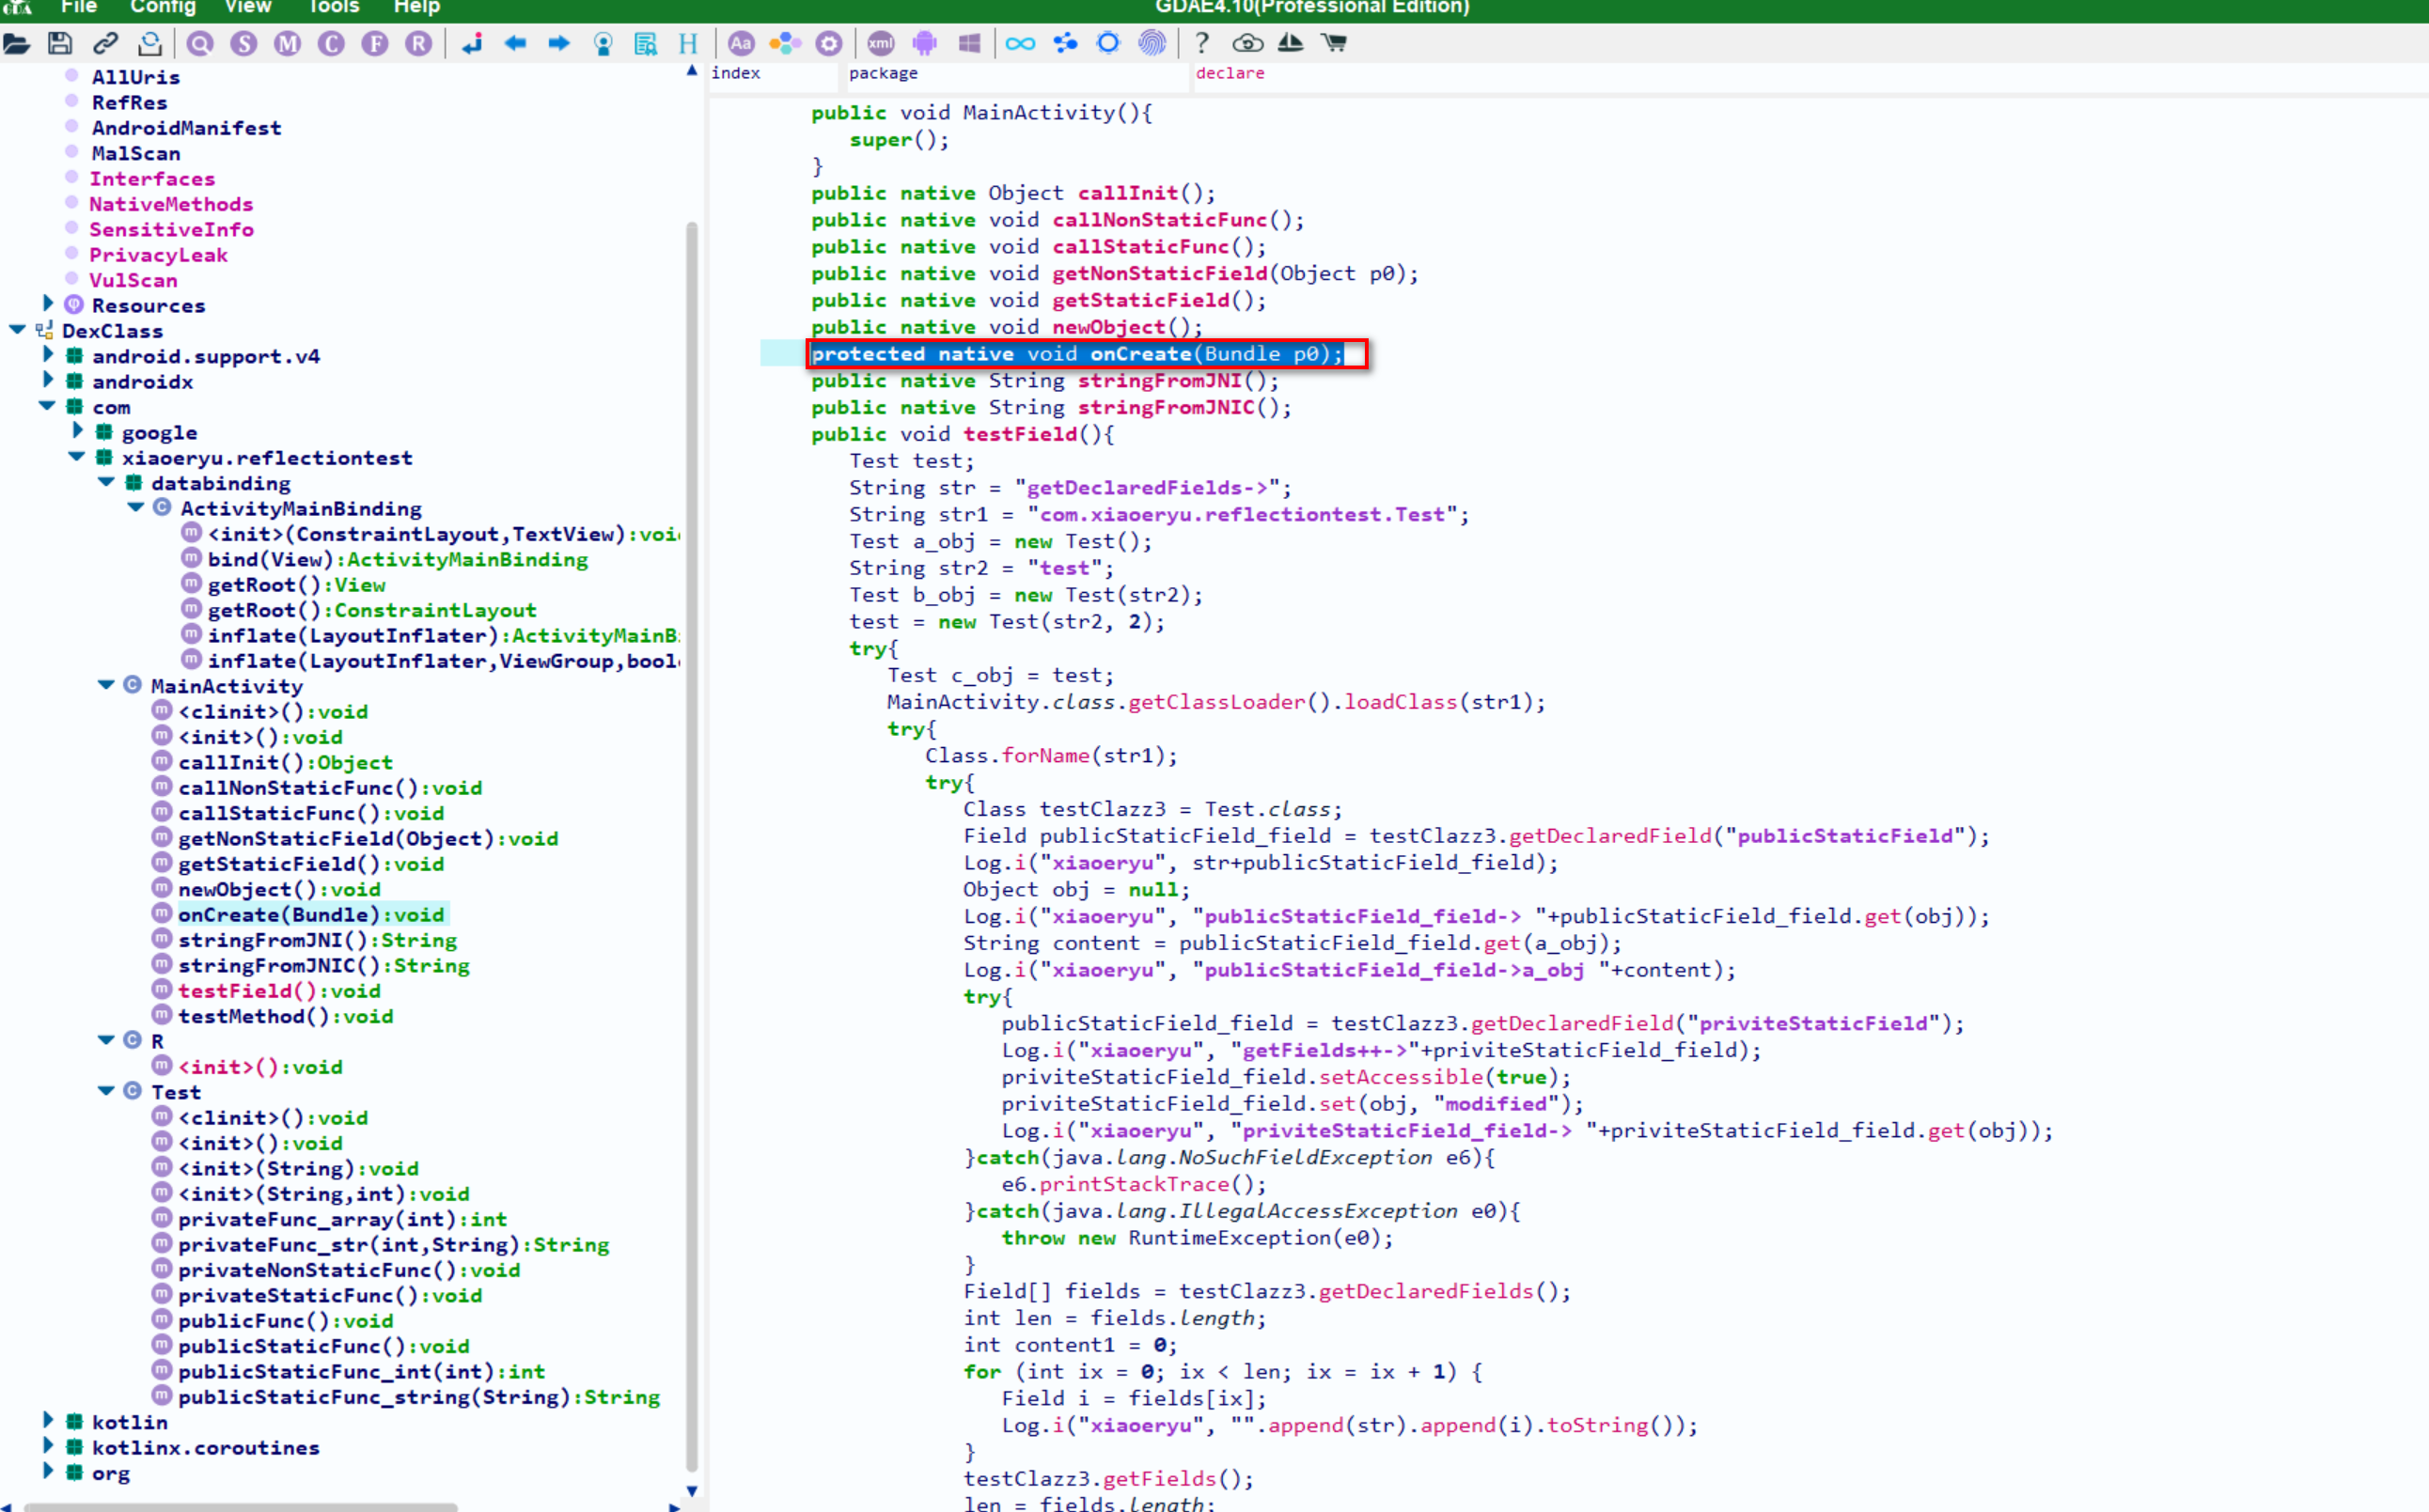 GDA File Config View Tools Help GDAE4.10(Professional Edition)
Q S M C F R H Aa xml ?
AllUris
RefRes
AndroidManifest
MalScan
Interfaces
NativeMethods
SensitiveInfo
PrivacyLeak
VulScan
Resources
DexClass
android.support.v4
androidx
com
google
xiaoeryu.reflectiontest
databinding
C ActivityMainBinding
m <init>(ConstraintLayout,TextView):voi
m bind(View):ActivityMainBinding
m getRoot():View
m getRoot():ConstraintLayout
m inflate(LayoutInflater):ActivityMainB
m inflate(LayoutInflater,ViewGroup,bool
C MainActivity
m <clinit>():void
m <init>():void
m callInit():Object
m callNonStaticFunc():void
m callStaticFunc():void
m getNonStaticField(Object):void
m getStaticField():void
m newObject():void
m onCreate(Bundle):void
m stringFromJNI():String
m stringFromJNIC():String
m testField():void
m testMethod():void
C R
m <init>():void
C Test
m <clinit>():void
m <init>():void
m <init>(String):void
m <init>(String,int):void
m privateFunc_array(int):int
m privateFunc_str(int,String):String
m privateNonStaticFunc():void
m privateStaticFunc():void
m publicFunc():void
m publicStaticFunc():void
m publicStaticFunc_int(int):int
m publicStaticFunc_string(String):String
kotlin
kotlinx.coroutines
org
index package declare
public void MainActivity(){
super();
}
public native Object callInit();
public native void callNonStaticFunc();
public native void callStaticFunc();
public native void getNonStaticField(Object p0);
public native void getStaticField();
public native void newObject();
protected native void onCreate(Bundle p0);
public native String stringFromJNI();
public native String stringFromJNIC();
public void testField(){
Test test;
String str = "getDeclaredFields->";
String str1 = "com.xiaoeryu.reflectiontest.Test";
Test a_obj = new Test();
String str2 = "test";
Test b_obj = new Test(str2);
test = new Test(str2, 2);
try{
Test c_obj = test;
MainActivity.class.getClassLoader().loadClass(str1);
try{
Class.forName(str1);
try{
Class testClazz3 = Test.class;
Field publicStaticField_field = testClazz3.getDeclaredField("publicStaticField");
Log.i("xiaoeryu", str+publicStaticField_field);
Object obj = null;
Log.i("xiaoeryu", "publicStaticField_field-> "+publicStaticField_field.get(obj));
String content = publicStaticField_field.get(a_obj);
Log.i("xiaoeryu", "publicStaticField_field->a_obj "+content);
try{
publicStaticField_field = testClazz3.getDeclaredField("priviteStaticField");
Log.i("xiaoeryu", "getFields++->"+priviteStaticField_field);
priviteStaticField_field.setAccessible(true);
priviteStaticField_field.set(obj, "modified");
Log.i("xiaoeryu", "priviteStaticField_field-> "+priviteStaticField_field.get(obj));
}catch(java.lang.NoSuchFieldException e6){
e6.printStackTrace();
}catch(java.lang.IllegalAccessException e0){
throw new RuntimeException(e0);
}
Field[] fields = testClazz3.getDeclaredFields();
int len = fields.length;
int content1 = 0;
for (int ix = 0; ix < len; ix = ix + 1) {
Field i = fields[ix];
Log.i("xiaoeryu", "".append(str).append(i).toString());
}
testClazz3.getFields();
len = fields.length;